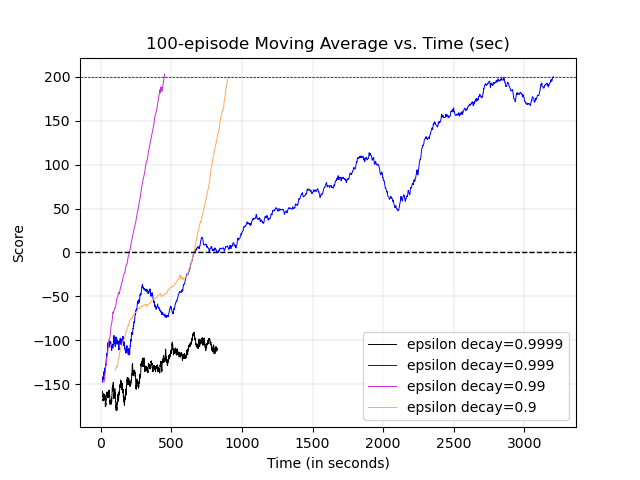 100-episode Moving Average vs. Time (sec)
200
150
100
50
0
−50
−100
−150
Score
epsilon decay=0.9999
epsilon decay=0.999
epsilon decay=0.99
epsilon decay=0.9
0 500 1000 1500 2000 2500 3000
Time (in seconds)